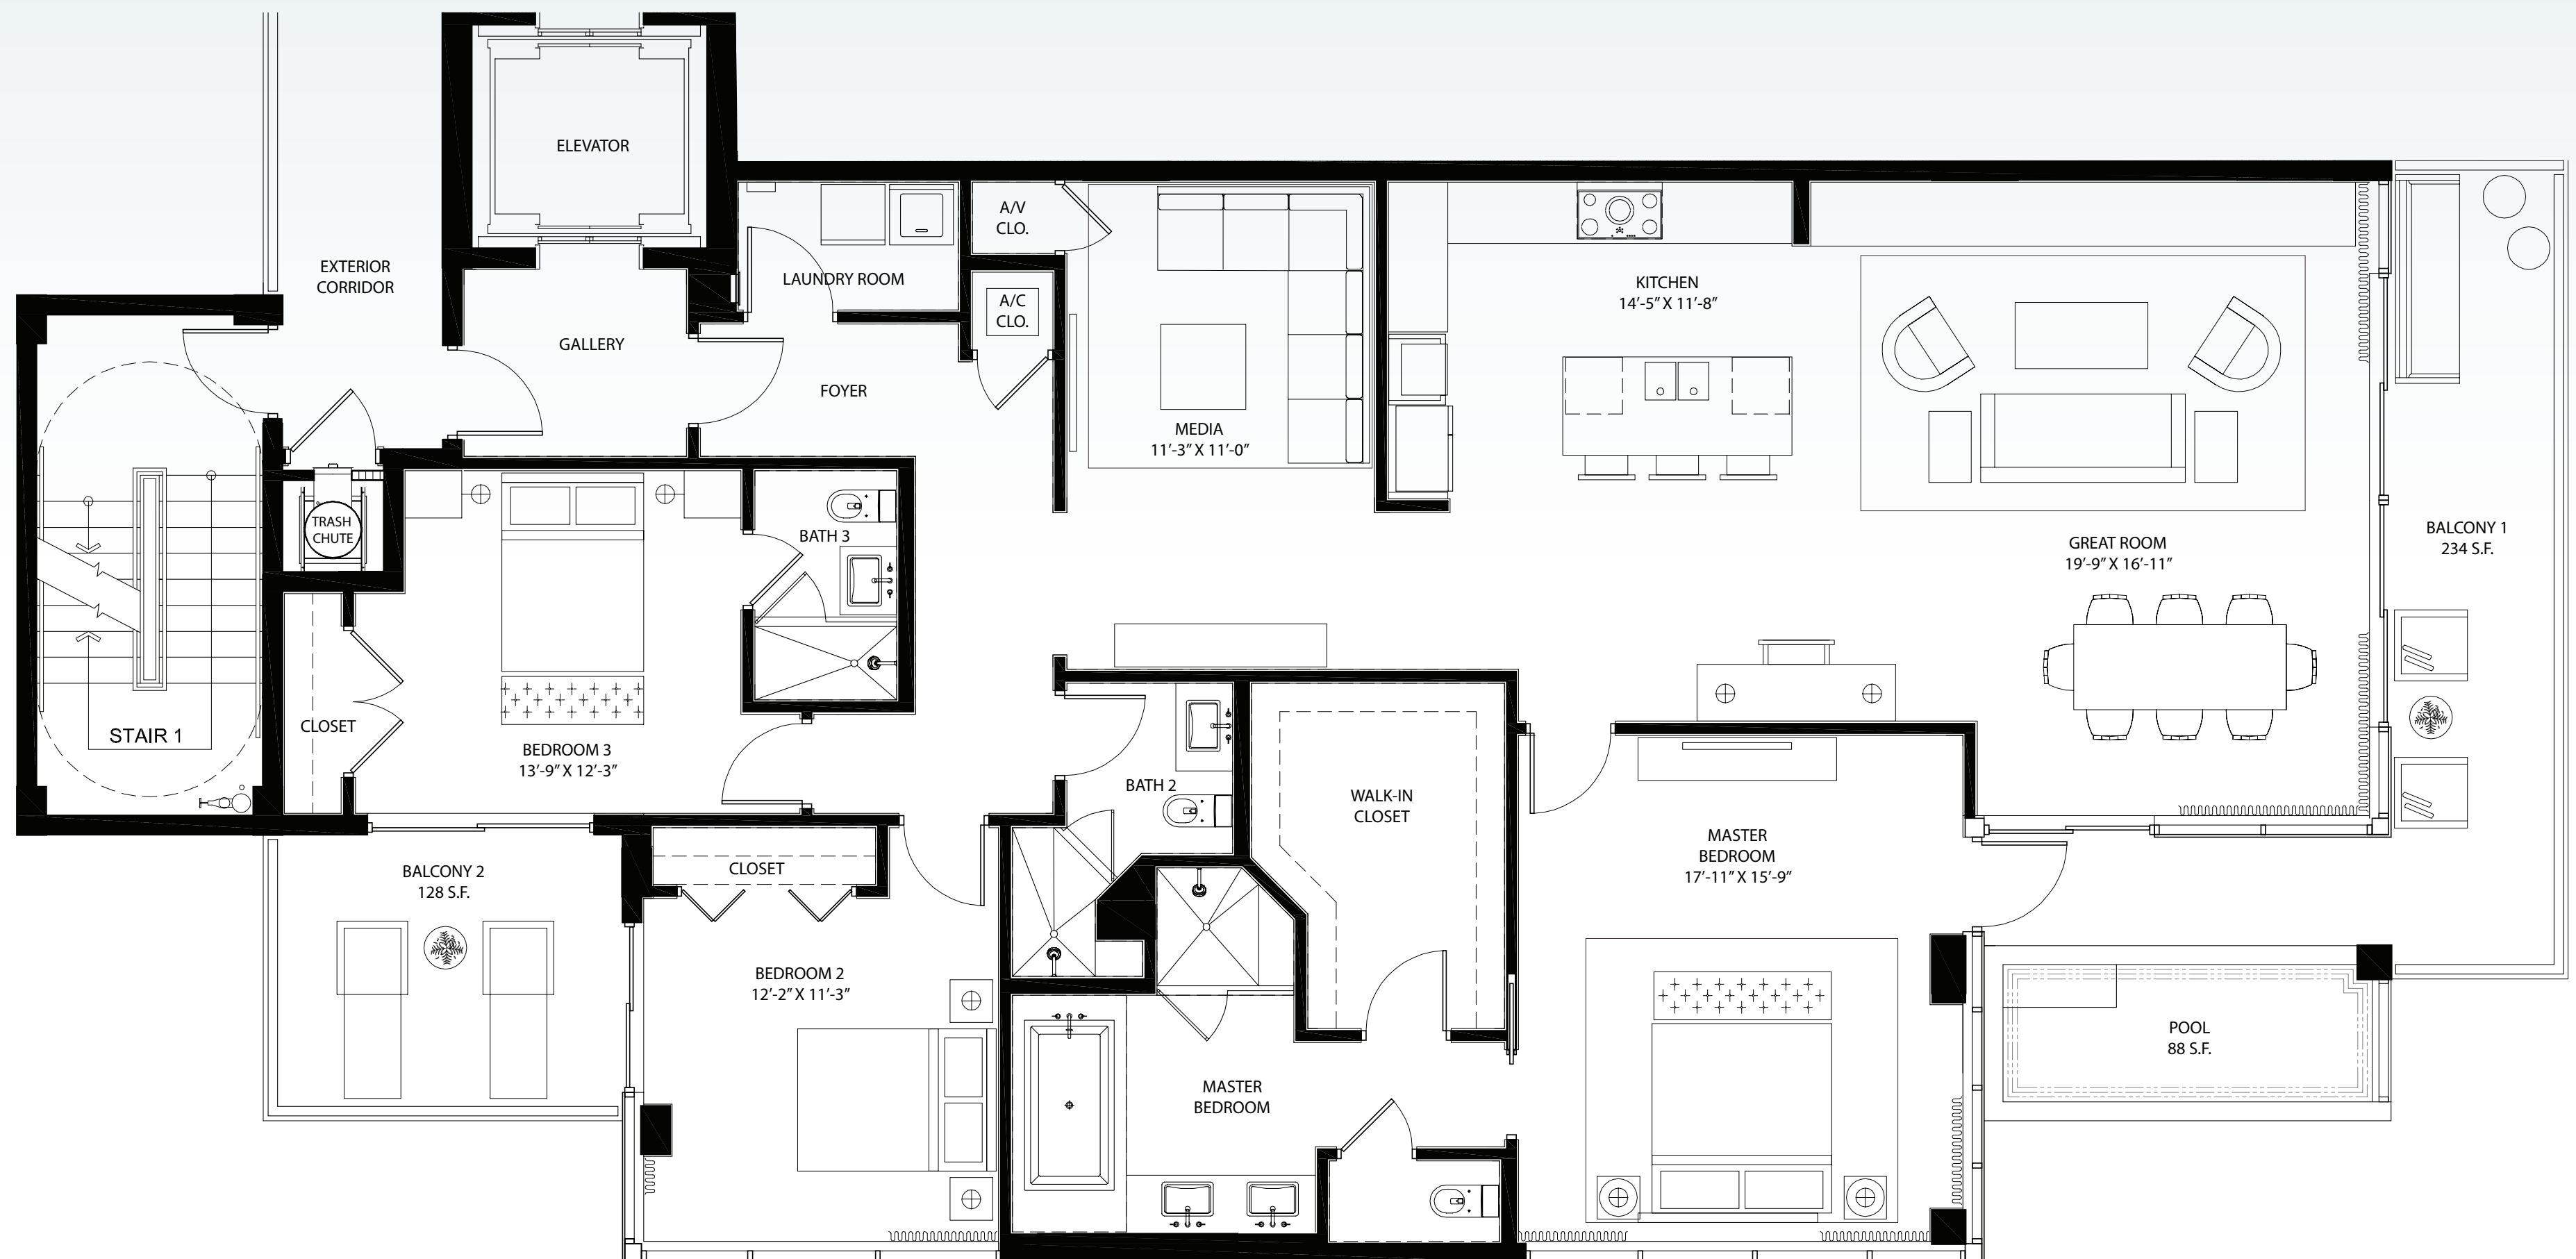 ELEVATOR
A/V
CLO.
EXTERIOR
CORRIDOR
LAUNDRY ROOM
A/C
CLO.
KITCHEN
14’-5” X 11’-8”
GALLERY
FOYER
MEDIA
11’-3” X 11’-0”
TRASH
CHUTE
BATH 3
GREAT ROOM
19’-9” X 16’-11”
BALCONY 1
234 S.F.
CLOSET
STAIR 1
BEDROOM 3
13’-9” X 12’-3”
BATH 2
WALK-IN
CLOSET
MASTER
BEDROOM
17’-11” X 15’-9”
BALCONY 2
128 S.F.
CLOSET
BEDROOM 2
12’-2” X 11’-3”
POOL
88 S.F.
MASTER
BEDROOM